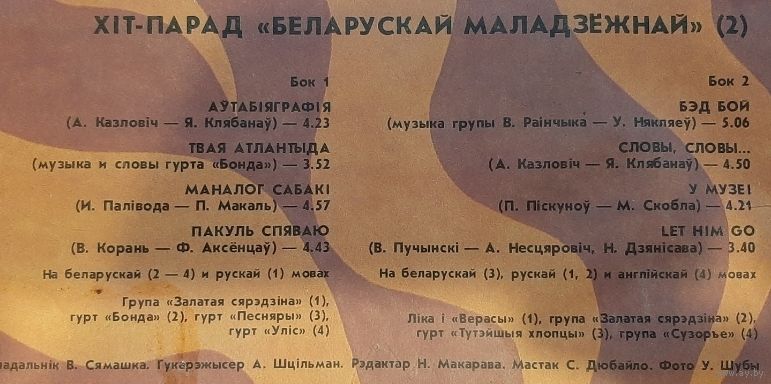 ХІТ-ПАРАД «БЕЛАРУСКАЙ МАЛАДЗЁЖНАЙ» (2)
Бок 1
АЎТАБІЯГРАФІЯ
(А. Казловіч — Я. Клябанаў) — 4.23
ТВАЯ АТЛАНТЫДА
(музыка и словы гурта «Бонда») — 3.52
МАНАЛОГ САБАКІ
(И. Палівода — П. Макаль) — 4.57
ПАКУЛЬ СПЯВАЮ
(В. Корань — Ф. Аксёнцаў) — 4.43
На беларускай (2 — 4) и рускай (1) мовах
Група «Залатая сярэдзіна» (1),
гурт «Бонда» (2), гурт «Песняры» (3),
гурт «Уліс» (4)
Бок 2
БЭД БОЙ
(музыка групы В. Раінчыка — У. Някляеў) — 5.06
СЛОВЫ, СЛОВЫ...
(А. Казловіч — Я. Клябанаў) — 4.50
У МУЗЕІ
(П. Піскуноў — М. Скобла) — 4.21
LET HIM GO
(В. Пучынскі — А. Несцяровіч, Н. Дзянісава) — 3.40
На беларускай (3), рускай (1, 2) и английскай (4) мовах
Ліка і «Верасы» (1), група «Залатая сярэдзіна» (2),
гурт «Тутэйшыя хлопцы» (3), група «Сузор'е» (4)
В. Сямашка. Гукерэжысер А. Шцільман. Рэдактар Н. Макарава. Мастак С. Дюбайло. Фото У. Шубы